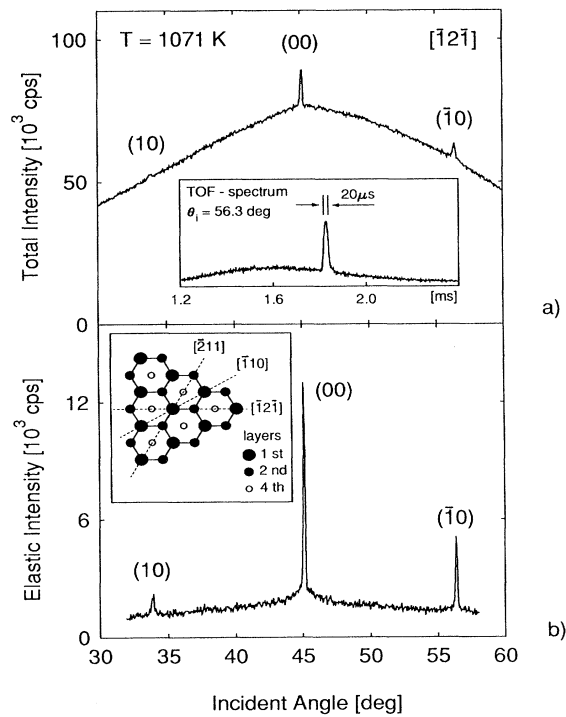 100
T = 1071 K
(00)
[1̄21̄]
(10)
(1̄0)
50
TOF - spectrum
θi = 56.3 deg
20μs
1.2
1.6
2.0
[ms]
Total Intensity [10³ cps]
a)
0
[2̄11]
[1̄10]
[1̄21̄]
layers
1 st
2 nd
4 th
(00)
12
6
(10)
(1̄0)
Elastic Intensity [10³ cps]
0
b)
30
35
40
45
50
55
60
Incident Angle [deg]